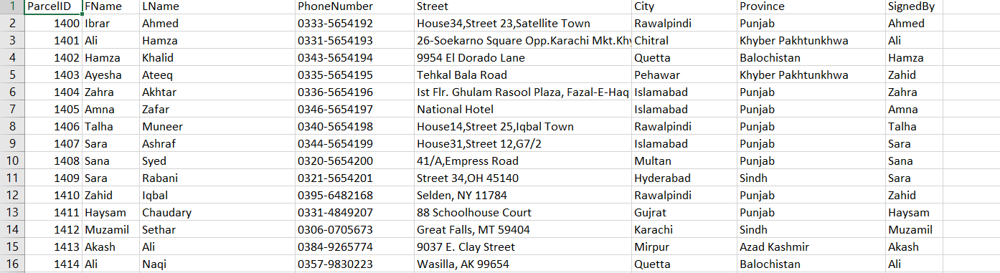 1 ParcelID FName LName PhoneNumber Street City Province SignedBy
2 1400 Ibrar Ahmed 0333-5654192 House34,Street 23,Satellite Town Rawalpindi Punjab Ahmed
3 1401 Ali Hamza 0331-5654193 26-Soekarno Square Opp.Karachi Mkt.Khy Chitral Khyber Pakhtunkhwa Ali
4 1402 Hamza Khalid 0343-5654194 9954 El Dorado Lane Quetta Balochistan Hamza
5 1403 Ayesha Ateeq 0335-5654195 Tehkal Bala Road Pehawar Khyber Pakhtunkhwa Zahid
6 1404 Zahra Akhtar 0336-5654196 Ist Flr. Ghulam Rasool Plaza, Fazal-E-Haq Islamabad Punjab Zahra
7 1405 Amna Zafar 0346-5654197 National Hotel Islamabad Punjab Amna
8 1406 Talha Muneer 0340-5654198 House14,Street 25,Iqbal Town Rawalpindi Punjab Talha
9 1407 Sara Ashraf 0344-5654199 House31,Street 12,G7/2 Islamabad Punjab Sara
10 1408 Sana Syed 0320-5654200 41/A,Empress Road Multan Punjab Sana
11 1409 Sara Rabani 0321-5654201 Street 34,OH 45140 Hyderabad Sindh Sara
12 1410 Zahid Iqbal 0395-6482168 Selden, NY 11784 Rawalpindi Punjab Zahid
13 1411 Haysam Chaudary 0331-4849207 88 Schoolhouse Court Gujrat Punjab Haysam
14 1412 Muzamil Sethar 0306-0705673 Great Falls, MT 59404 Karachi Sindh Muzamil
15 1413 Akash Ali 0384-9265774 9037 E. Clay Street Mirpur Azad Kashmir Akash
16 1414 Ali Naqi 0357-9830223 Wasilla, AK 99654 Quetta Balochistan Ali